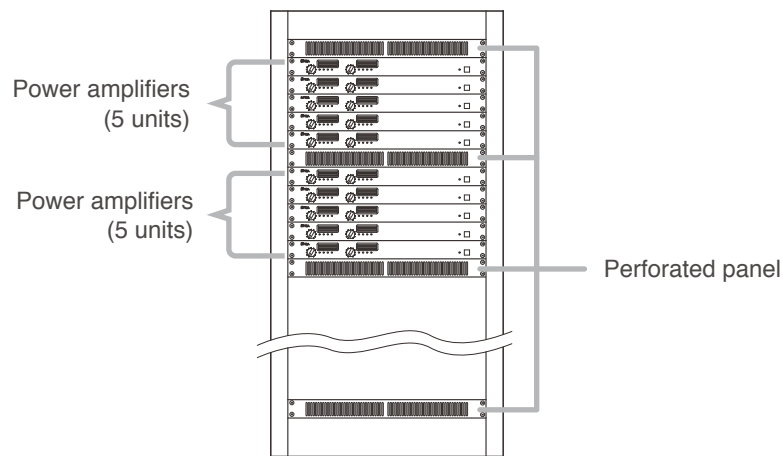 Power amplifiers
(5 units)
Power amplifiers
(5 units)
Perforated panel